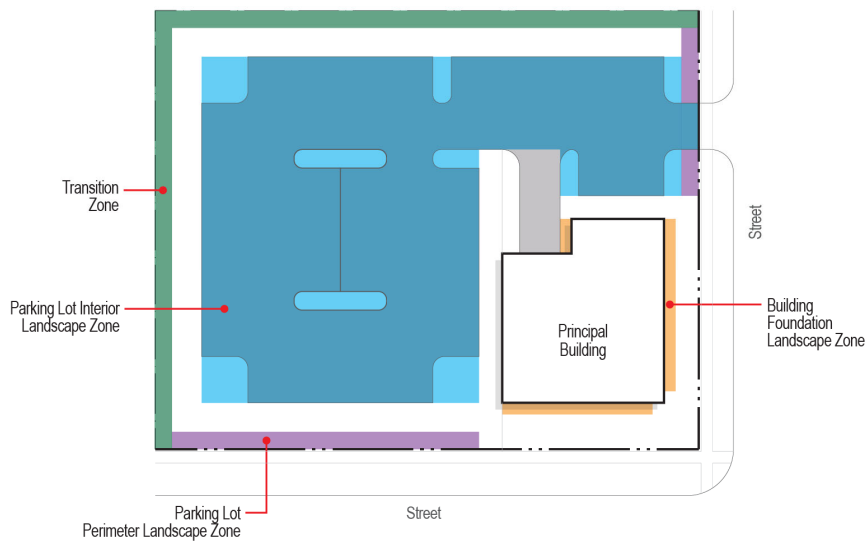 Transition
Zone
Parking Lot Interior
Landscape Zone
Principal
Building
Street
Building
Foundation
Landscape Zone
Parking Lot
Perimeter Landscape Zone
Street